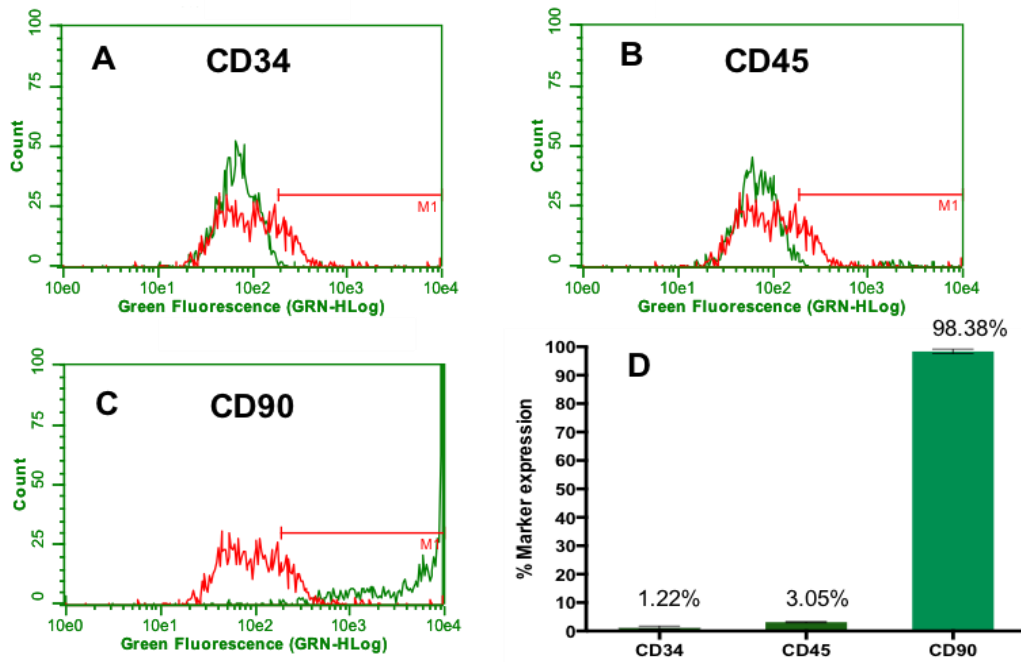 A
CD34
100
75
50
25
0
Count
M1
10e0 10e1 10e2 10e3 10e4
Green Fluorescence (GRN-HLog)
B
CD45
100
75
50
25
0
Count
M1
10e0 10e1 10e2 10e3 10e4
Green Fluorescence (GRN-HLog)
C
CD90
100
75
50
25
0
Count
M1
10e0 10e1 10e2 10e3 10e4
Green Fluorescence (GRN-HLog)
D
98.38%
1.22%
3.05%
100
90
80
70
60
50
40
30
20
10
0
% Marker expression
CD34 CD45 CD90